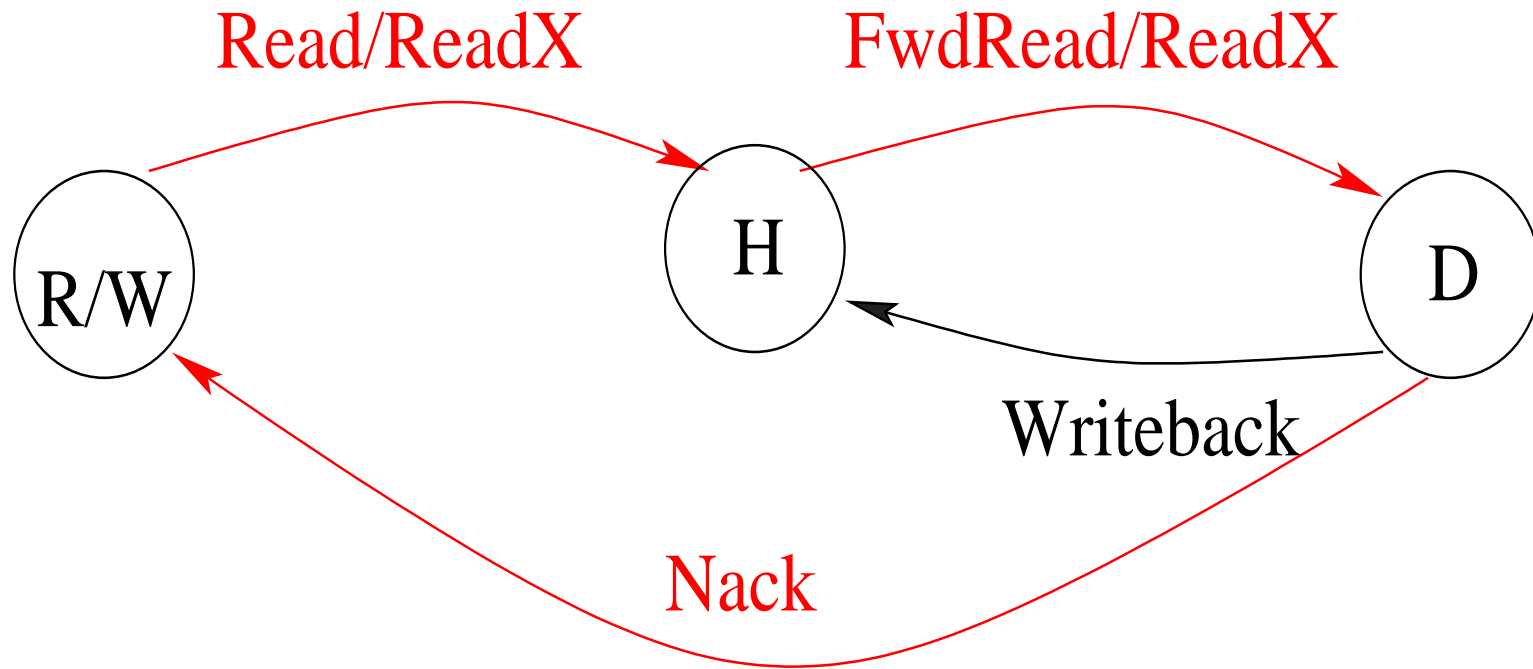 Read/ReadX
FwdRead/ReadX
R/W
H
D
Writeback
Nack